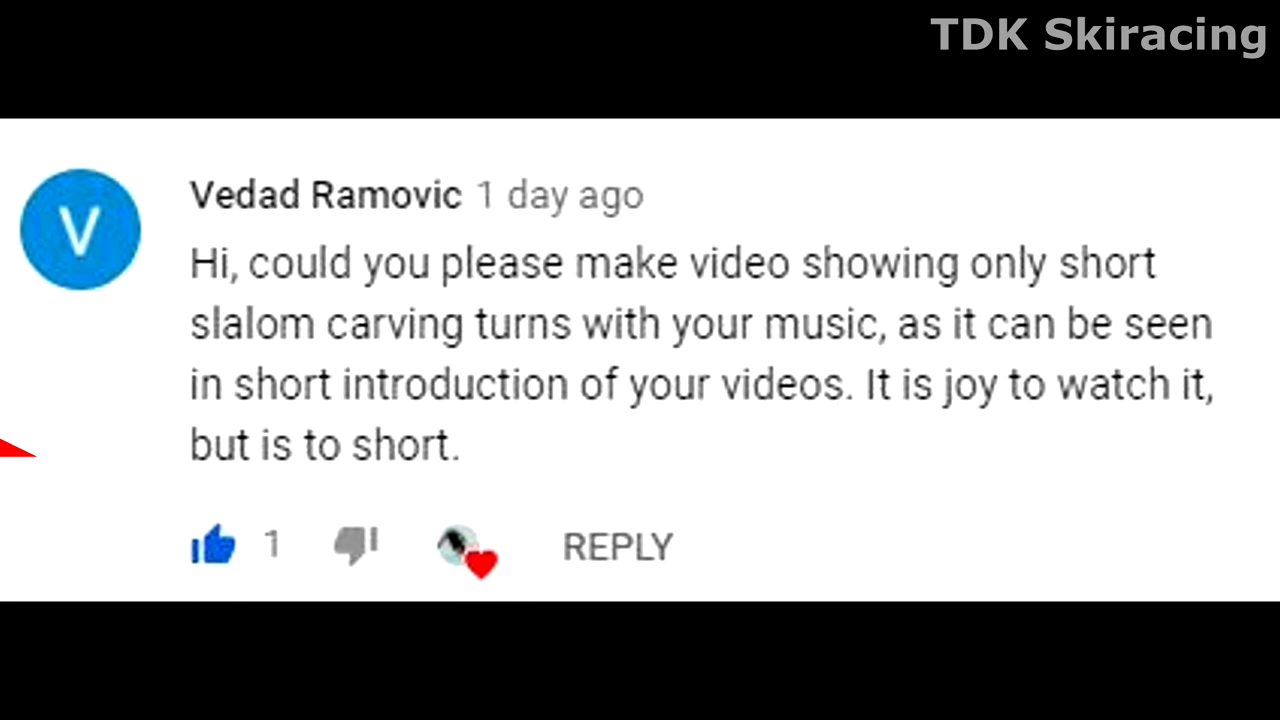 TDK Skiracing
V
Vedad Ramovic 1 day ago
Hi, could you please make video showing only short
slalom carving turns with your music, as it can be seen
in short introduction of your videos. It is joy to watch it,
but is to short.
1 REPLY